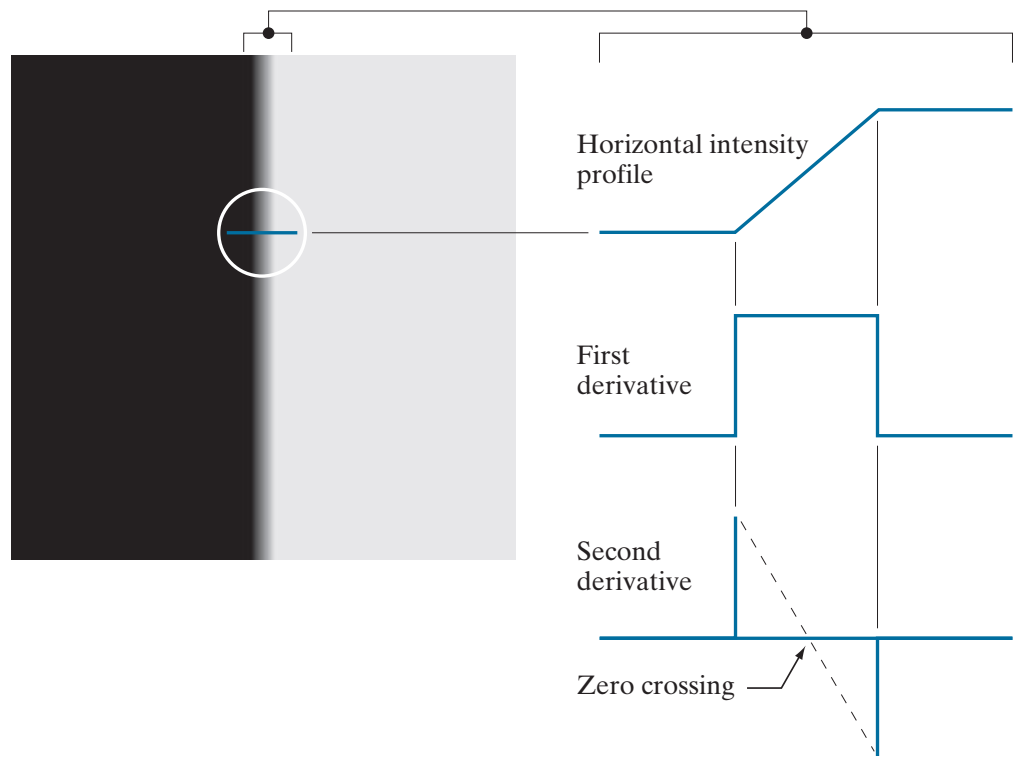 Horizontal intensity
profile
First
derivative
Second
derivative
Zero crossing